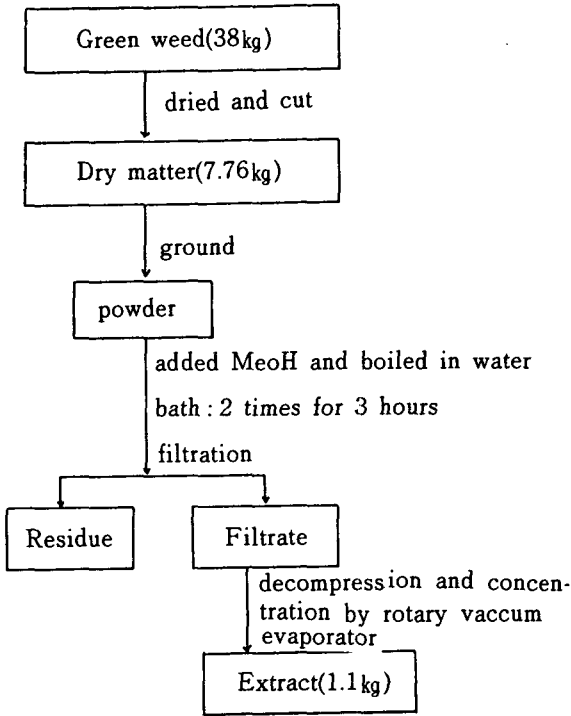 Green weed(38kg)
dried and cut
Dry matter(7.76kg)
ground
powder
added MeoH and boiled in water
bath : 2 times for 3 hours
filtration
Residue
Filtrate
decompression and concen-
tration by rotary vaccum
evaporator
Extract(1.1kg)